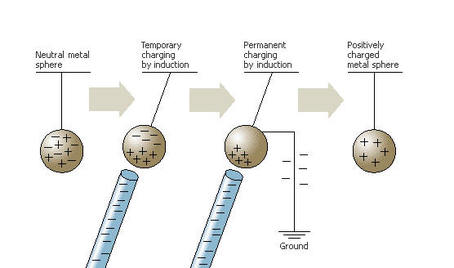 Neutral metal
sphere
Temporary
charging
by induction
Permanent
charging
by induction
Positively
charged
metal sphere
Ground